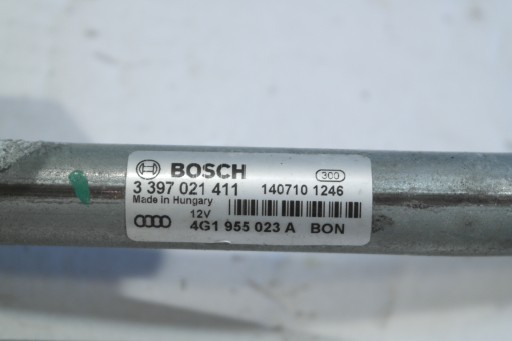 BOSCH 300
3 397 021 411 140710 1246
Made in Hungary
12V
4G1 955 023 A BON